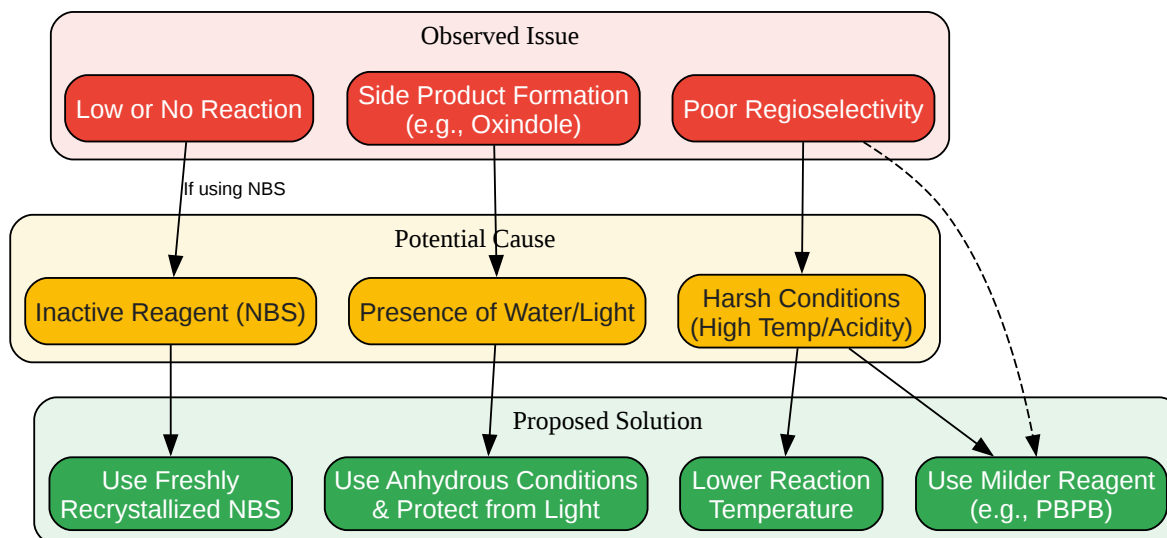 Observed Issue
Low or No Reaction
Side Product Formation
(e.g., Oxindole)
Poor Regioselectivity
If using NBS
Potential Cause
Inactive Reagent (NBS)
Presence of Water/Light
Harsh Conditions
(High Temp/Acidity)
Proposed Solution
Use Freshly
Recrystallized NBS
Use Anhydrous Conditions
& Protect from Light
Lower Reaction
Temperature
Use Milder Reagent
(e.g., PBPB)